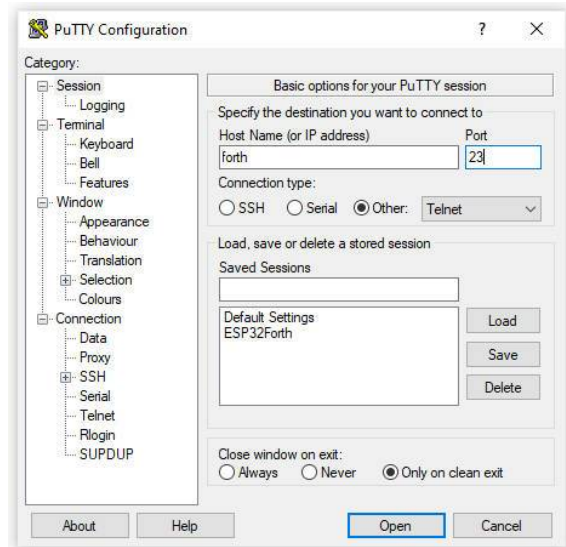 PuTTY Configuration ? X
Category:
Session
Logging
Terminal
Keyboard
Bell
Features
Window
Appearance
Behaviour
Translation
Selection
Colours
Connection
Data
Proxy
SSH
Serial
Telnet
Rlogin
SUPDUP
Basic options for your PuTTY session
Specify the destination you want to connect to
Host Name (or IP address) Port
forth 23
Connection type:
SSH Serial Other: Telnet
Load, save or delete a stored session
Saved Sessions
Default Settings
ESP32Forth
Load
Save
Delete
Close window on exit:
Always Never Only on clean exit
About Help Open Cancel